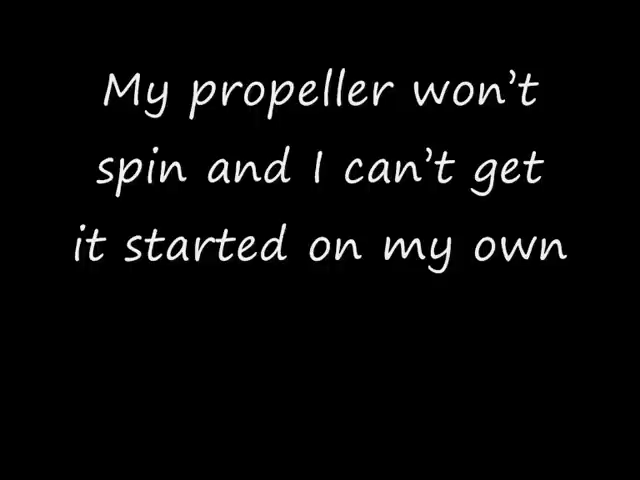 My propeller won’t
spin and I can’t get
it started on my own